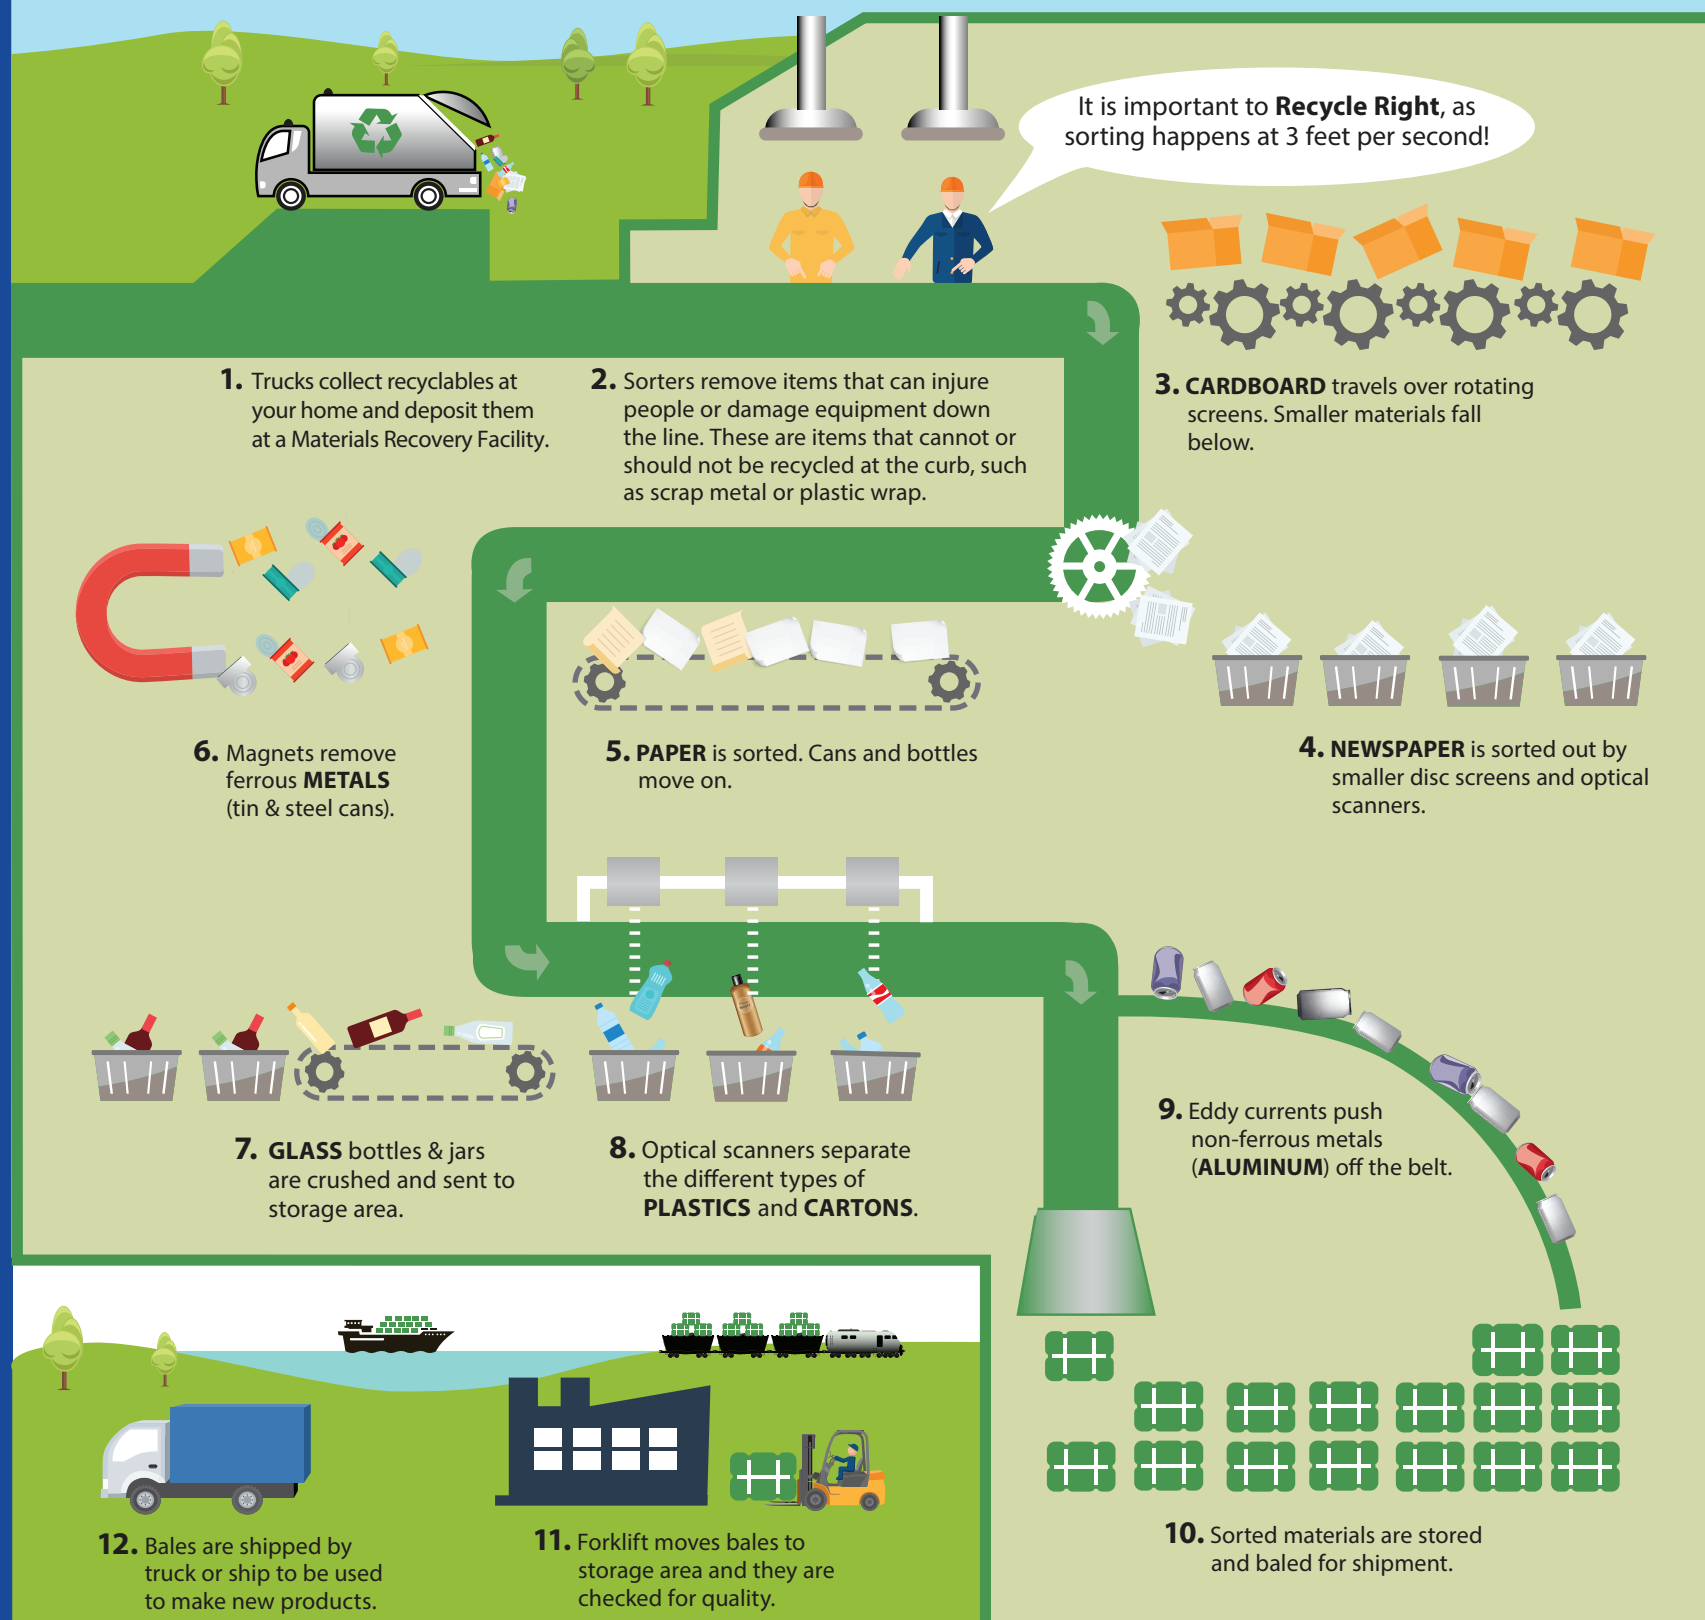 It is important to Recycle Right, as
sorting happens at 3 feet per second!
1. Trucks collect recyclables at
your home and deposit them
at a Materials Recovery Facility.
2. Sorters remove items that can injure
people or damage equipment down
the line. These are items that cannot or
should not be recycled at the curb, such
as scrap metal or plastic wrap.
3. CARDBOARD travels over rotating
screens. Smaller materials fall
below.
4. NEWSPAPER is sorted out by
smaller disc screens and optical
scanners.
5. PAPER is sorted. Cans and bottles
move on.
6. Magnets remove
ferrous METALS
(tin & steel cans).
7. GLASS bottles & jars
are crushed and sent to
storage area.
8. Optical scanners separate
the different types of
PLASTICS and CARTONS.
9. Eddy currents push
non-ferrous metals
(ALUMINUM) off the belt.
10. Sorted materials are stored
and baled for shipment.
11. Forklift moves bales to
storage area and they are
checked for quality.
12. Bales are shipped by
truck or ship to be used
to make new products.